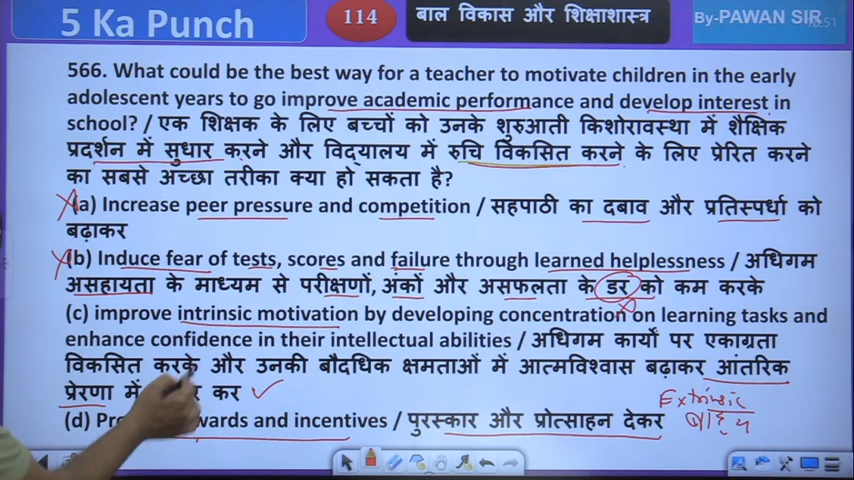 5 Ka Punch
114
बाल विकास और शिक्षाशास्त्र
By-PAWAN SIR
566. What could be the best way for a teacher to motivate children in the early
adolescent years to go improve academic performance and develop interest in
school? / एक शिक्षक के लिए बच्चों को उनके शुरुआती किशोरावस्था में शैक्षिक
प्रदर्शन में सुधार करने और विद्यालय में रुचि विकसित करने के लिए प्रेरित करने
का सबसे अच्छा तरीका क्या हो सकता है?
(a) Increase peer pressure and competition / सहपाठी का दबाव और प्रतिस्पर्धा को
बढ़ाकर
(b) Induce fear of tests, scores and failure through learned helplessness / अधिगम
असहायता के माध्यम से परीक्षणों, अंकों और असफलता के डर को कम करके
(c) improve intrinsic motivation by developing concentration on learning tasks and
enhance confidence in their intellectual abilities / अधिगम कार्यों पर एकाग्रता
विकसित करके और उनकी बौदधिक क्षमताओं में आत्मविश्वास बढ़ाकर आंतरिक
प्रेरणा में कर
(d) and incentives / पुरस्कार और प्रोत्साहन देकर
Extrinsic